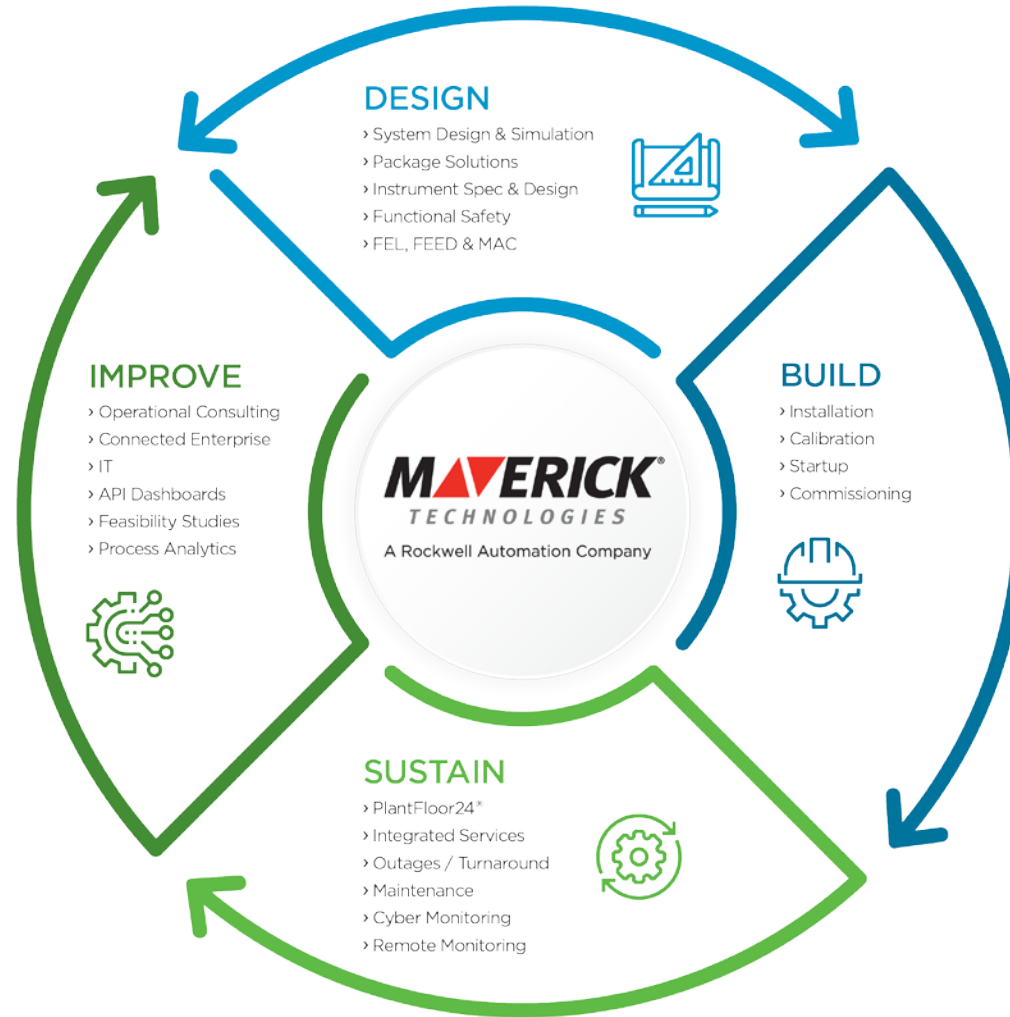 DESIGN
› System Design & Simulation
› Package Solutions
› Instrument Spec & Design
› Functional Safety
› FEL, FEED & MAC
BUILD
› Installation
› Calibration
› Startup
› Commissioning
SUSTAIN
› PlantFloor24®
› Integrated Services
› Outages / Turnaround
› Maintenance
› Cyber Monitoring
› Remote Monitoring
IMPROVE
› Operational Consulting
› Connected Enterprise
› IT
› API Dashboards
› Feasibility Studies
› Process Analytics
MAVERICK®
TECHNOLOGIES
A Rockwell Automation Company